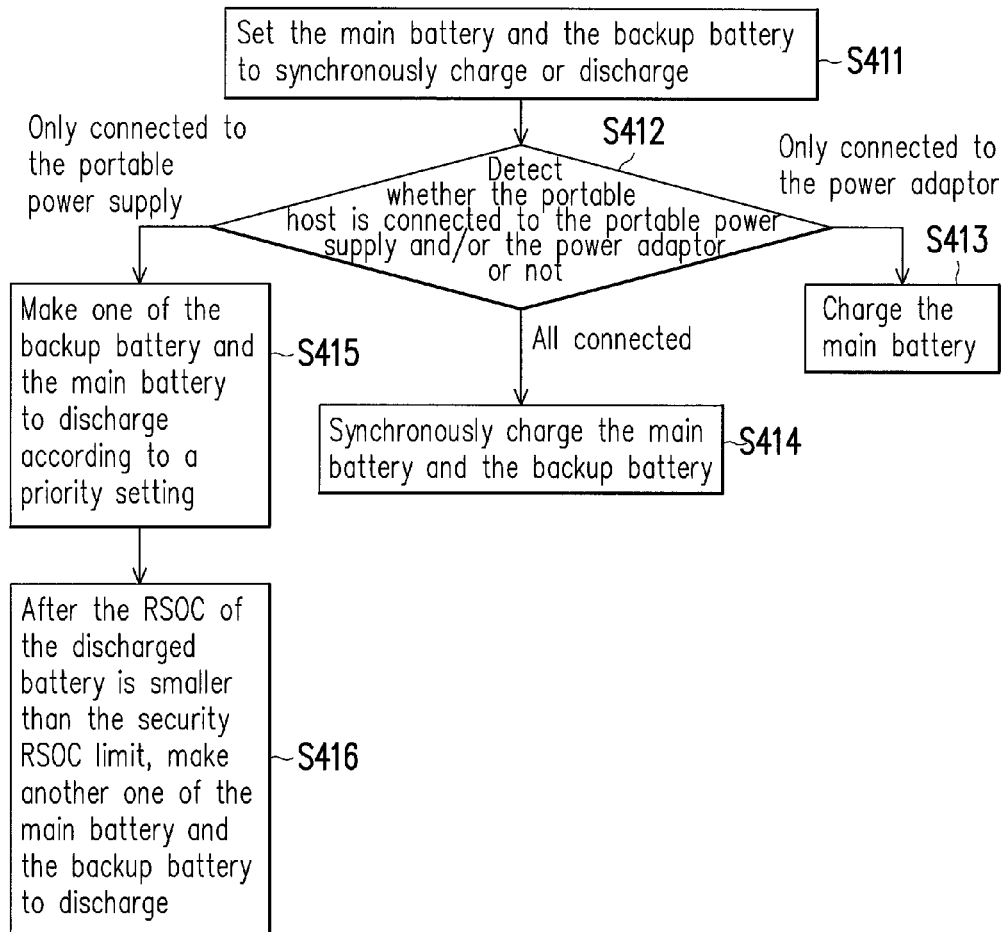 Set the main battery and the backup battery
to synchronously charge or discharge
S411
Only connected to
the portable
power supply
S412
Only connected to
the power adaptor
Detect
whether the portable
host is connected to the portable power
supply and/or the power adaptor
or not
S413
Charge the
main battery
Make one of the
backup battery and
the main battery
to discharge
according to a
priority setting
S415
All connected
Synchronously charge the main
battery and the backup battery
S414
After the RSOC of
the discharged
battery is smaller
than the security
RSOC limit, make
another one of the
main battery and
the backup battery
to discharge
S416